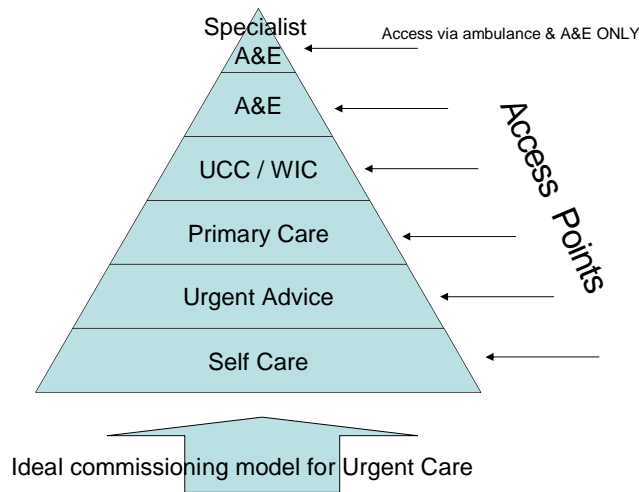 Specialist
A&E
Access via ambulance & A&E ONLY
A&E
UCC / WIC
Primary Care
Urgent Advice
Self Care
Access Points
Ideal commissioning model for Urgent Care